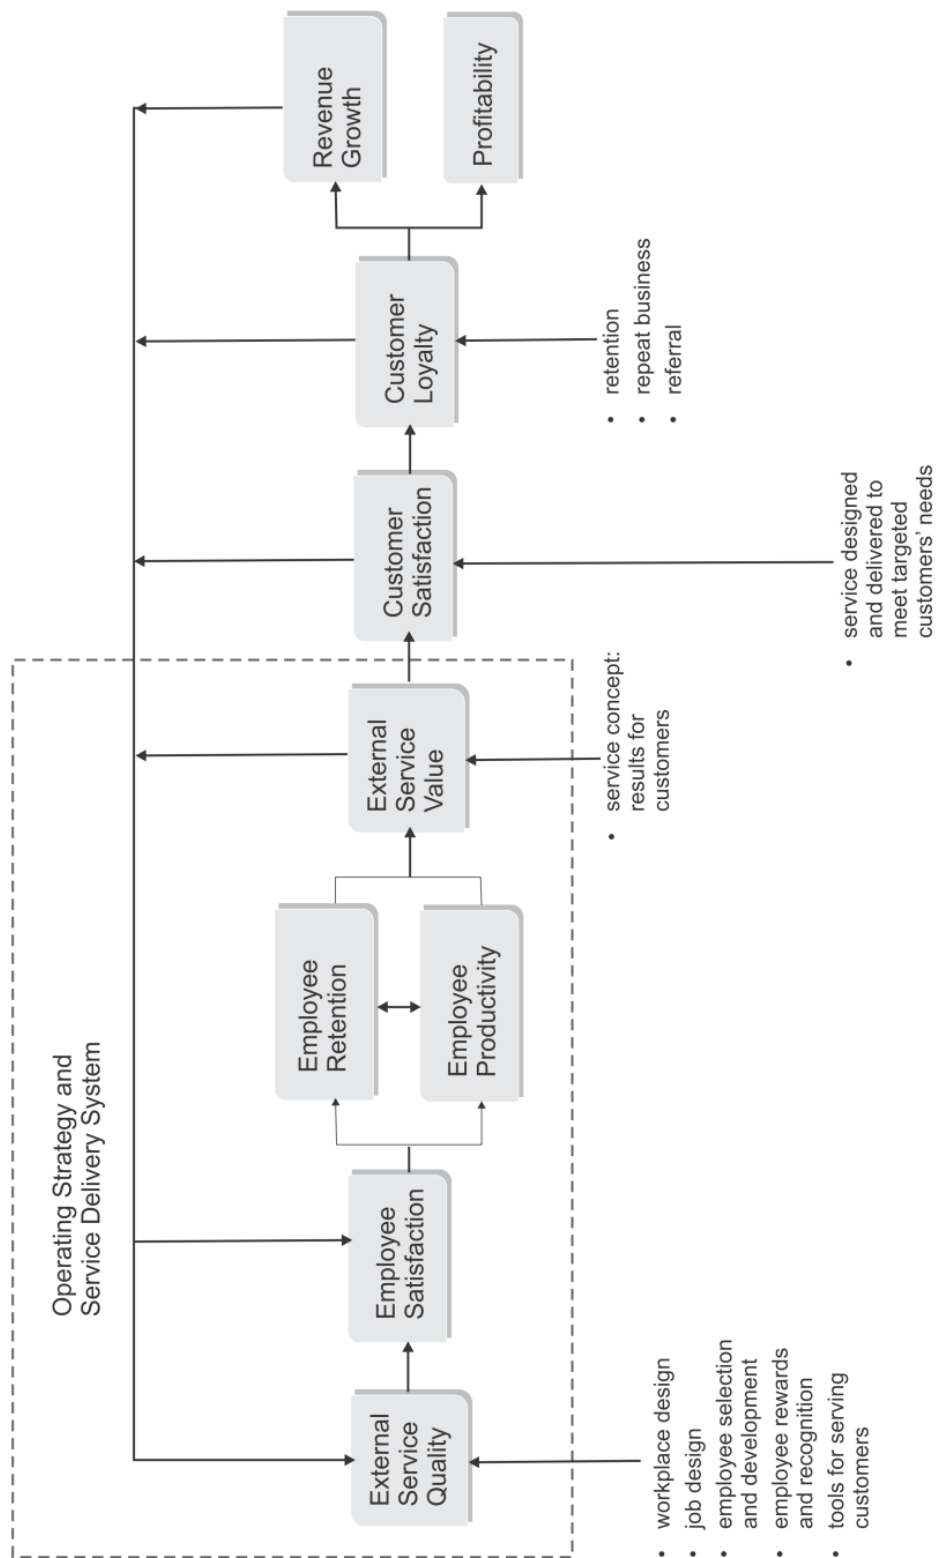 Operating Strategy and
Service Delivery System
External
Service
Quality
Employee
Satisfaction
Employee
Retention
Employee
Productivity
External
Service
Value
Customer
Satisfaction
Customer
Loyalty
Revenue
Growth
Profitability
• workplace design
• job design
• employee selection
and development
• employee rewards
and recognition
• tools for serving
customers
• service concept:
results for
customers
• service designed
and delivered to
meet targeted
customers’ needs
• retention
• repeat business
• referral